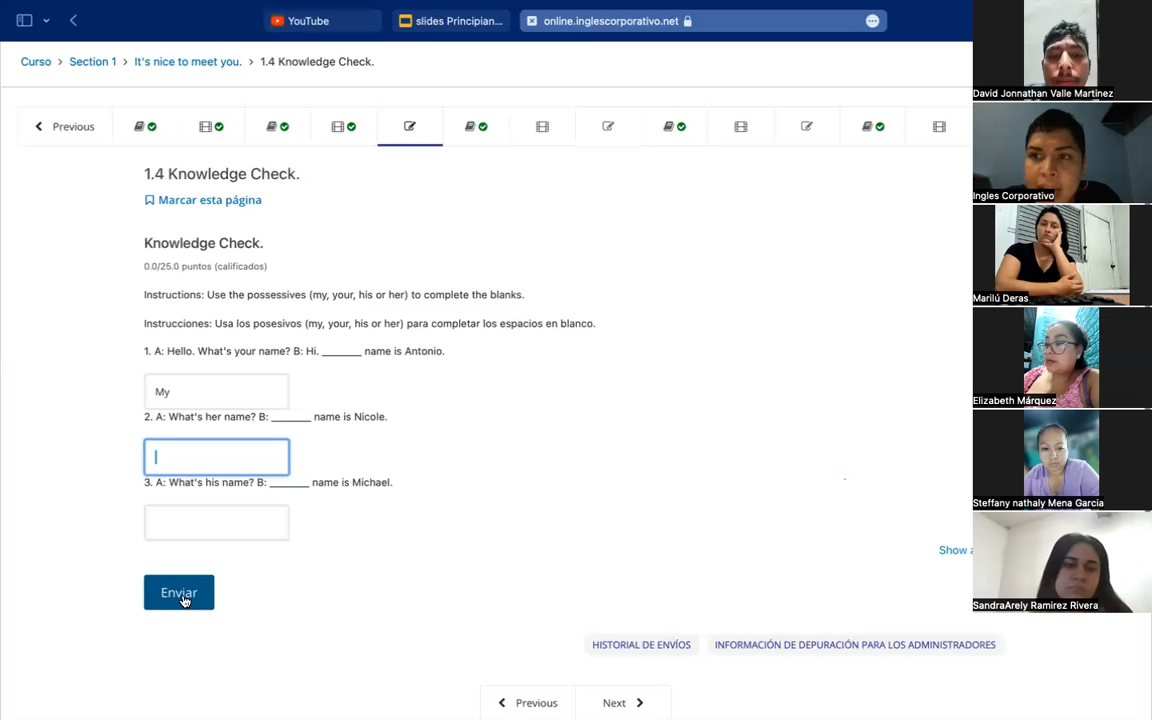 YouTube
slides Principian...
online.inglescorporativo.net
Curso > Section 1 > It's nice to meet you. > 1.4 Knowledge Check.
Previous
1.4 Knowledge Check.
Marcar esta página
Knowledge Check.
0.0/25.0 puntos (calificados)
Instructions: Use the possessives (my, your, his or her) to complete the blanks.
Instrucciones: Usa los posesivos (my, your, his or her) para completar los espacios en blanco.
1. A: Hello. What's your name? B: Hi. _______ name is Antonio.
My
2. A: What's her name? B: _______ name is Nicole.
3. A: What's his name? B: _______ name is Michael.
Show
Enviar
HISTORIAL DE ENVÍOS
INFORMACIÓN DE DEPURACIÓN PARA LOS ADMINISTRADORES
Previous
Next
David Jonnathan Valle Martinez
Ingles Corporativo
Marilú Deras
Elizabeth Márquez
Steffany nathaly Mena Garcia
SandraArely Ramirez Rivera